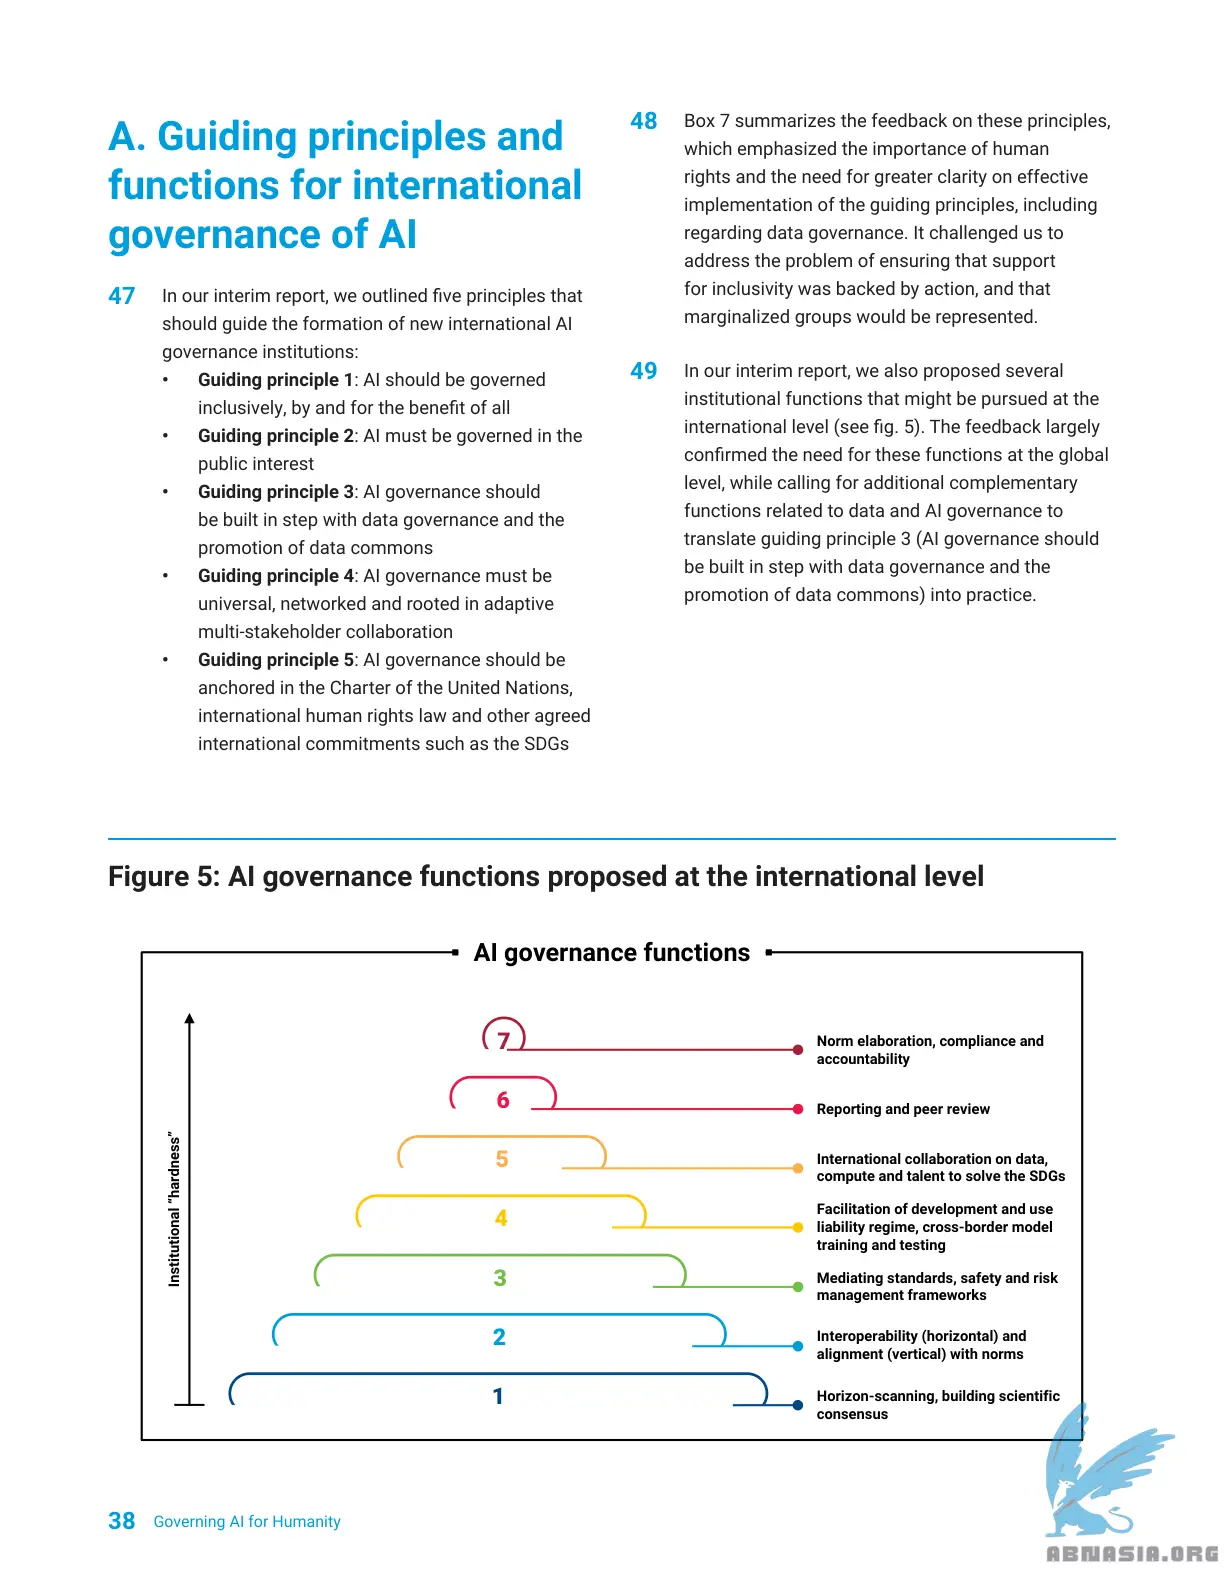 A. Guiding principles and
functions for international
governance of AI
47 In our interim report, we outlined five principles that
should guide the formation of new international AI
governance institutions:
• Guiding principle 1: AI should be governed
inclusively, by and for the benefit of all
• Guiding principle 2: AI must be governed in the
public interest
• Guiding principle 3: AI governance should
be built in step with data governance and the
promotion of data commons
• Guiding principle 4: AI governance must be
universal, networked and rooted in adaptive
multi-stakeholder collaboration
• Guiding principle 5: AI governance should be
anchored in the Charter of the United Nations,
international human rights law and other agreed
international commitments such as the SDGs
48 Box 7 summarizes the feedback on these principles,
which emphasized the importance of human
rights and the need for greater clarity on effective
implementation of the guiding principles, including
regarding data governance. It challenged us to
address the problem of ensuring that support
for inclusivity was backed by action, and that
marginalized groups would be represented.
49 In our interim report, we also proposed several
institutional functions that might be pursued at the
international level (see fig. 5). The feedback largely
confirmed the need for these functions at the global
level, while calling for additional complementary
functions related to data and AI governance to
translate guiding principle 3 (AI governance should
be built in step with data governance and the
promotion of data commons) into practice.
Figure 5: AI governance functions proposed at the international level
AI governance functions
Institutional “hardness”
7 Norm elaboration, compliance and
accountability
6 Reporting and peer review
5 International collaboration on data,
compute and talent to solve the SDGs
4 Facilitation of development and use
liability regime, cross-border model
training and testing
3 Mediating standards, safety and risk
management frameworks
2 Interoperability (horizontal) and
alignment (vertical) with norms
1 Horizon-scanning, building scientific
consensus
38 Governing AI for Humanity
ABNASIA.ORG